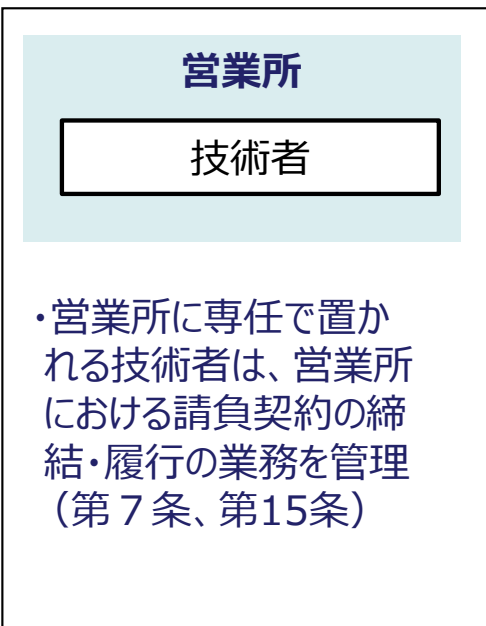 営業所
技術者
・営業所に専任で置か
れる技術者は、営業所
における請負契約の締
結・履行の業務を管理
（第７条、第15条）